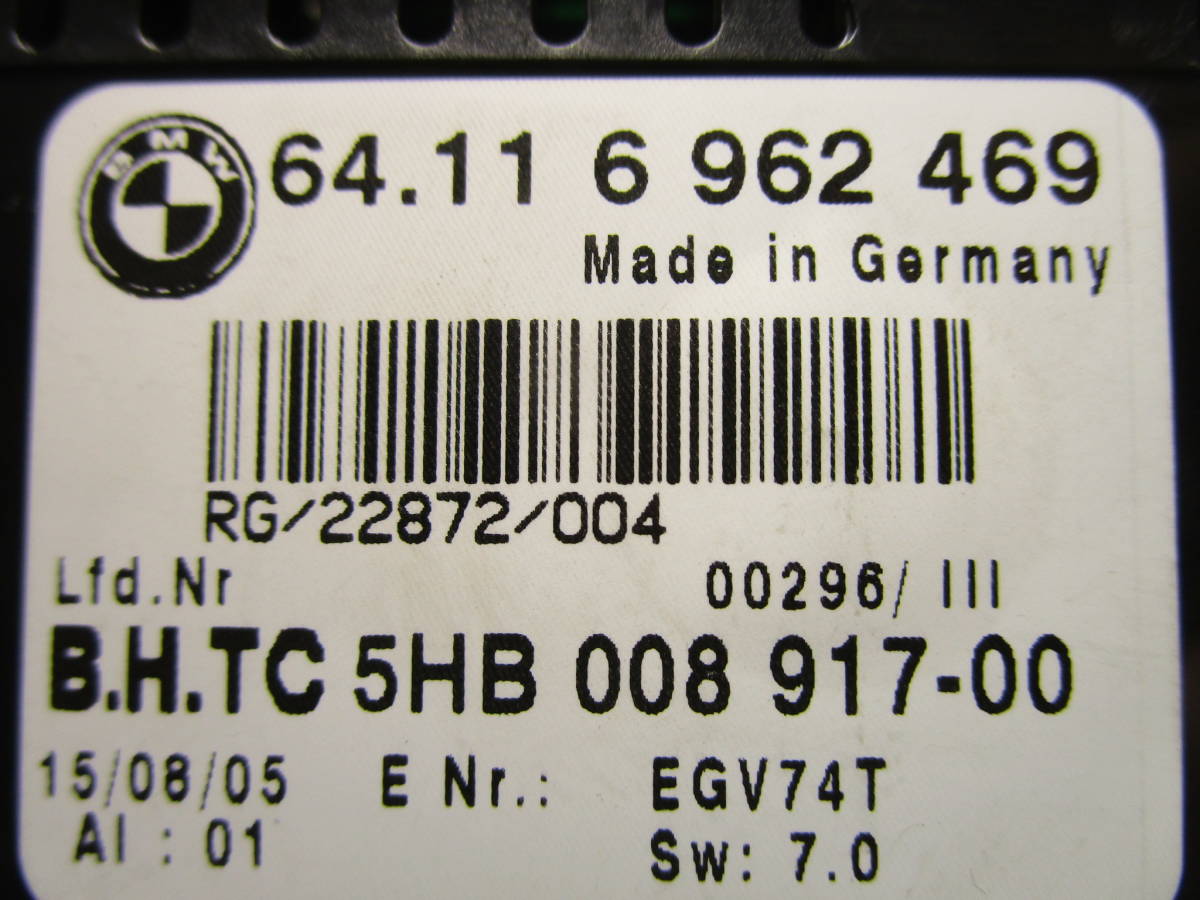 BMW 64.11 6 962 469
Made in Germany
RG/22872/004
Lfd.Nr 00296/ III
B.H.TC 5HB 008 917-00
15/08/05 E Nr.: EGV74T
AI : 01 Sw: 7.0